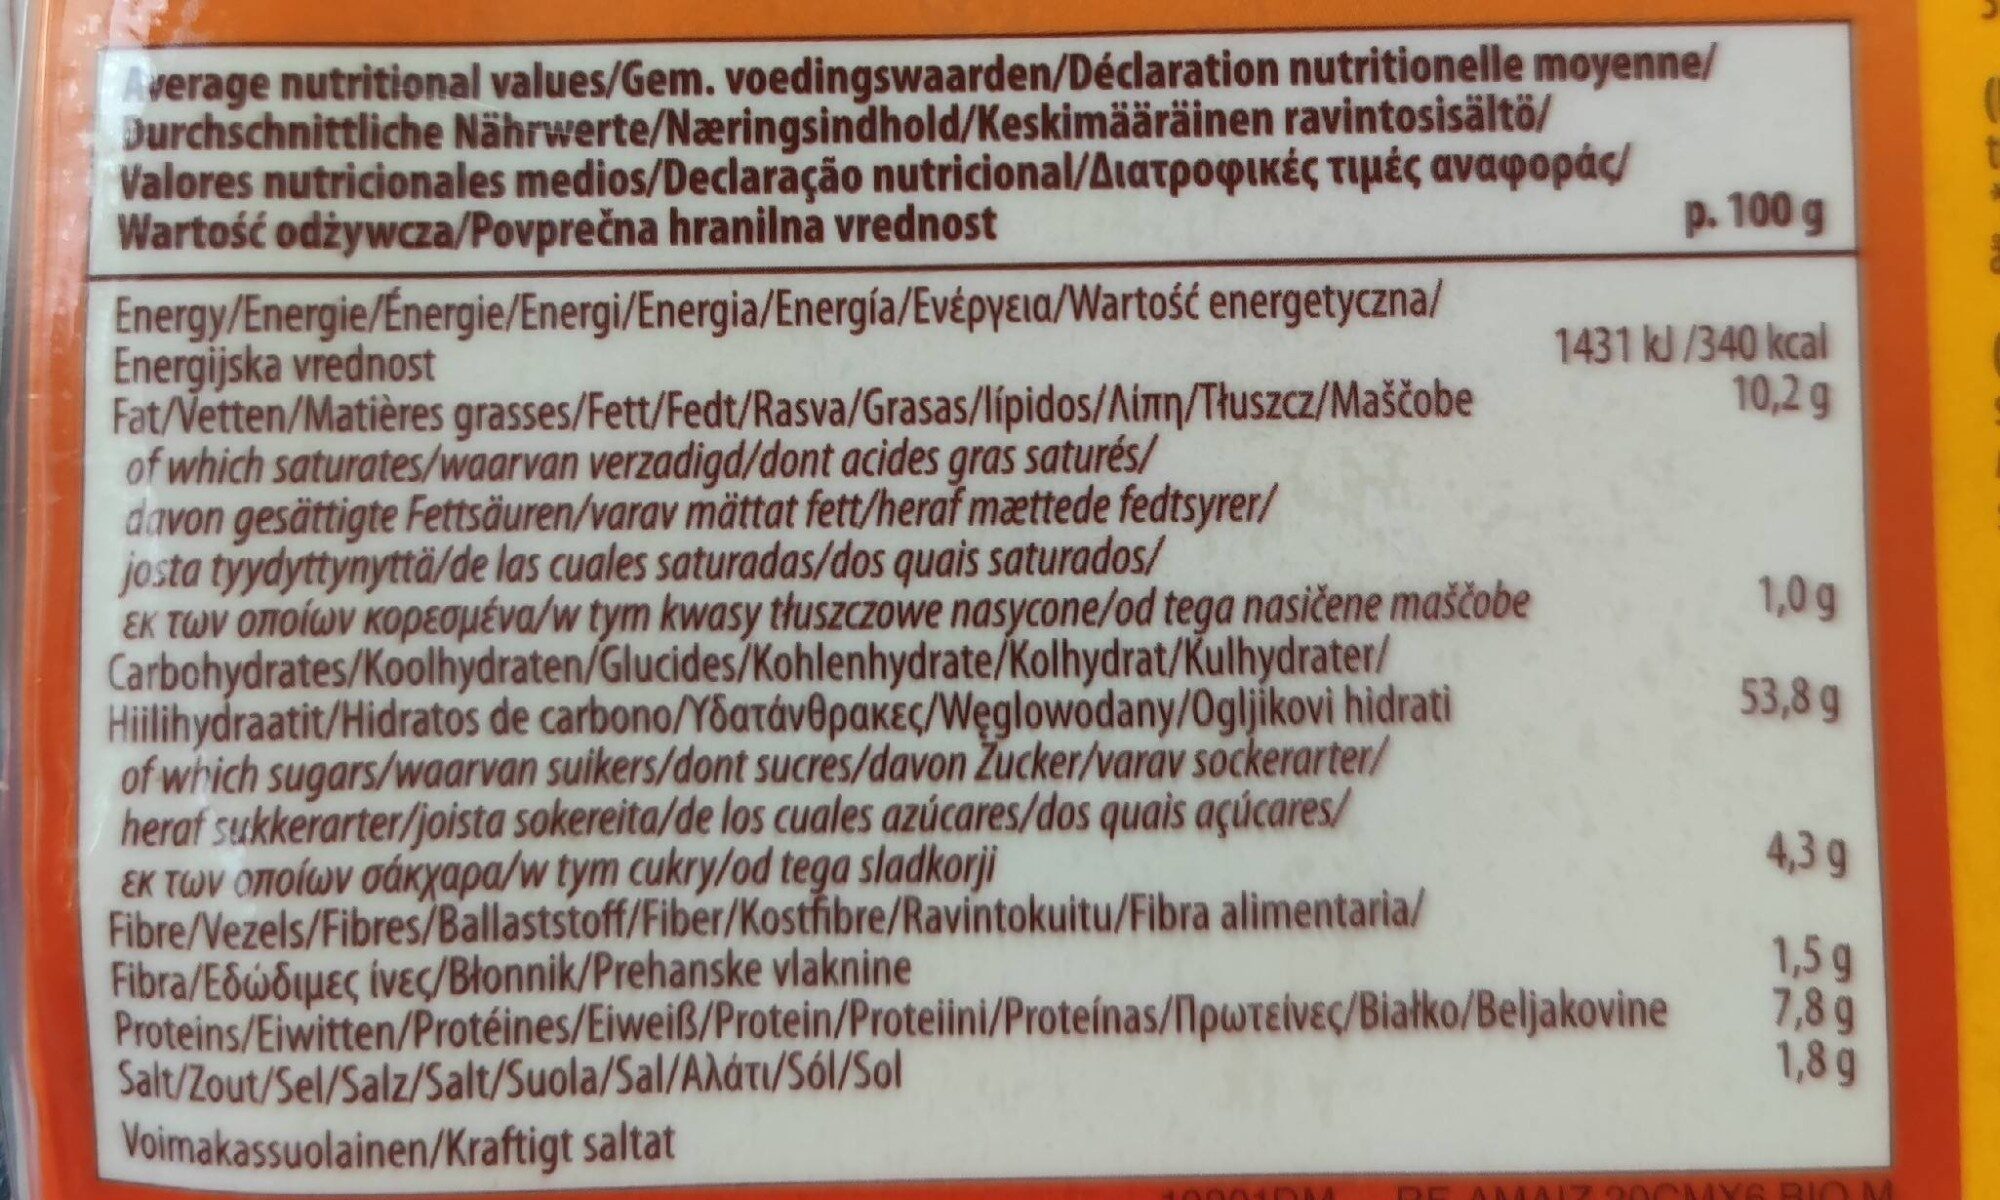 Average nutritional values/Gem. voedingswaarden/Déclaration nutritionelle moyenne/
Durchschnittliche Nährwerte/Næringsindhold/Keskimääräinen ravintosisältö/
Valores nutricionales medios/Declaração nutricional/Διατροφικές τιμές αναφοράς/
Wartość odżywcza/Povprečna hranilna vrednost p. 100 g
Energy/Energie/Énergie/Energi/Energia/Energía/Ενέργεια/Wartość energetyczna/
Energijska vrednost 1431 kJ /340 kcal
Fat/Vetten/Matières grasses/Fett/Fedt/Rasva/Grasas/lípidos/Λίπη/Tłuszcz/Maščobe 10,2 g
of which saturates/waarvan verzadigd/dont acides gras saturés/
davon gesättigte Fettsäuren/varav mättat fett/heraf mættede fedtsyrer/
josta tyydyttynyttä/de las cuales saturadas/dos quais saturados/
εκ των οποίων κορεσμένα/w tym kwasy tłuszczowe nasycone/od tega nasičene maščobe 1,0 g
Carbohydrates/Koolhydraten/Glucides/Kohlenhydrate/Kolhydrat/Kulhydrater/
Hiilihydraatit/Hidratos de carbono/Υδατάνθρακες/Węglowodany/Ogljikovi hidrati 53,8 g
of which sugars/waarvan suikers/dont sucres/davon Zucker/varav sockerarter/
heraf sukkerarter/joista sokereita/de los cuales azúcares/dos quais açúcares/
εκ των οποίων σάκχαρα/w tym cukry/od tega sladkorji 4,3 g
Fibre/Vezels/Fibres/Ballaststoff/Fiber/Kostfibre/Ravintokuitu/Fibra alimentaria/
Fibra/Εδώδιμες ίνες/Błonnik/Prehanske vlaknine 1,5 g
Proteins/Eiwitten/Protéines/Eiweiß/Protein/Proteiini/Proteínas/Πρωτείνες/Białko/Beljakovine 7,8 g
Salt/Zout/Sel/Salz/Salt/Suola/Sal/Αλάτι/Sól/Sol 1,8 g
Voimakassuolainen/Kraftigt saltat